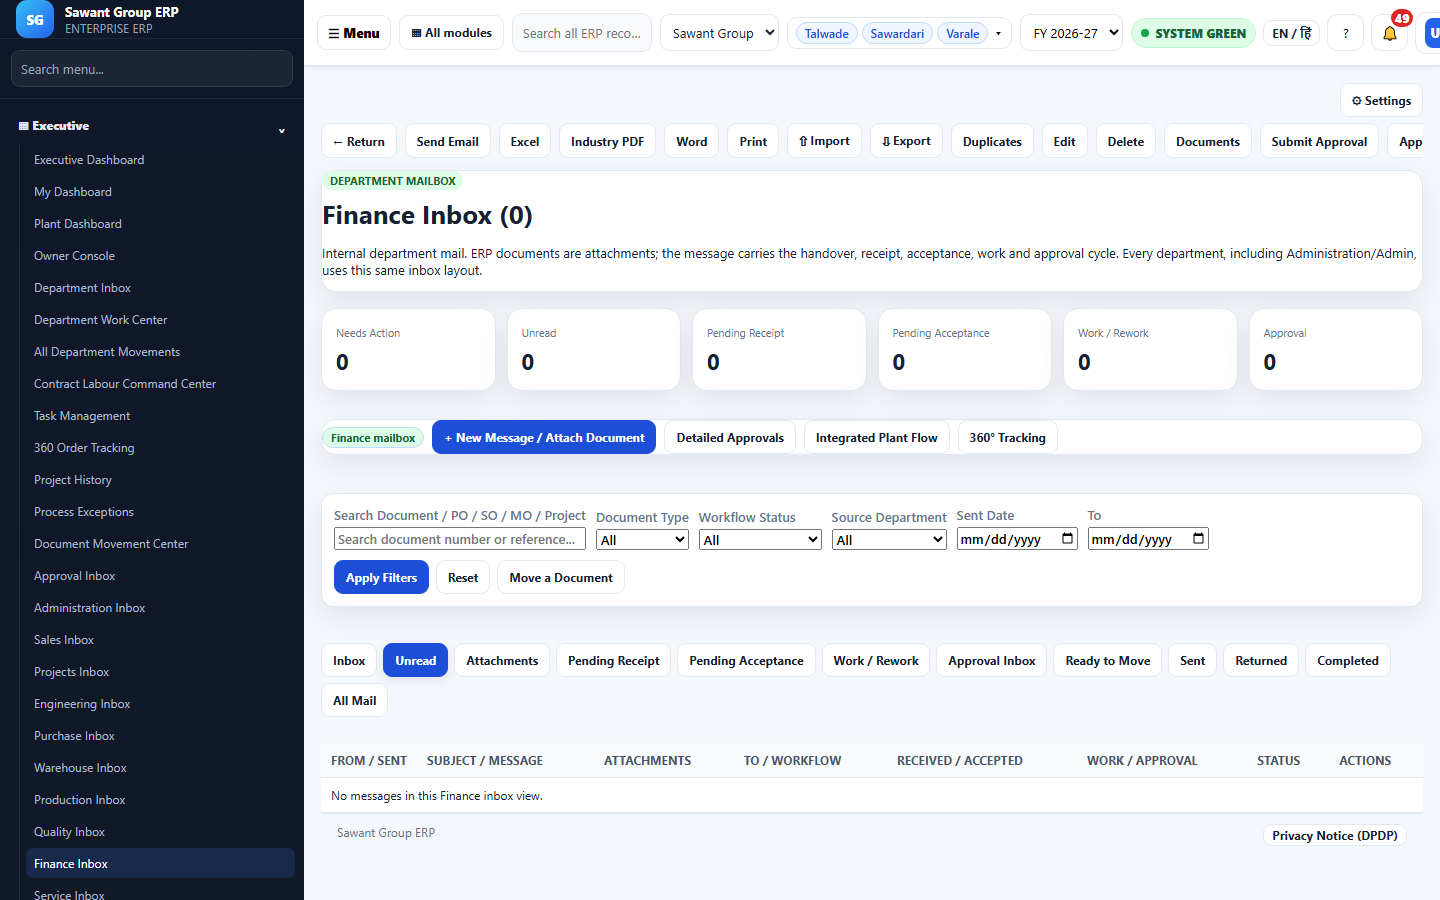 SG
Sawant Group ERP
ENTERPRISE ERP
Search menu...
Executive
Executive Dashboard
My Dashboard
Plant Dashboard
Owner Console
Department Inbox
Department Work Center
All Department Movements
Contract Labour Command Center
Task Management
360 Order Tracking
Project History
Process Exceptions
Document Movement Center
Approval Inbox
Administration Inbox
Sales Inbox
Projects Inbox
Engineering Inbox
Purchase Inbox
Warehouse Inbox
Production Inbox
Quality Inbox
Finance Inbox
Service Inbox
☰ Menu
All modules
Search all ERP reco...
Sawant Group
Talwade
Sawardari
Varale
FY 2026-27
SYSTEM GREEN
EN / हिं
?
49
U
⚙ Settings
← Return
Send Email
Excel
Industry PDF
Word
Print
⇧ Import
⇩ Export
Duplicates
Edit
Delete
Documents
Submit Approval
App
DEPARTMENT MAILBOX
Finance Inbox (0)
Internal department mail. ERP documents are attachments; the message carries the handover, receipt, acceptance, work and approval cycle. Every department, including Administration/Admin,
uses this same inbox layout.
Needs Action
0
Unread
0
Pending Receipt
0
Pending Acceptance
0
Work / Rework
0
Approval
0
Finance mailbox
+ New Message / Attach Document
Detailed Approvals
Integrated Plant Flow
360° Tracking
Search Document / PO / SO / MO / Project
Search document number or reference...
Document Type
All
Workflow Status
All
Source Department
All
Sent Date
mm/dd/yyyy
To
mm/dd/yyyy
Apply Filters
Reset
Move a Document
Inbox
Unread
Attachments
Pending Receipt
Pending Acceptance
Work / Rework
Approval Inbox
Ready to Move
Sent
Returned
Completed
All Mail
FROM / SENT
SUBJECT / MESSAGE
ATTACHMENTS
TO / WORKFLOW
RECEIVED / ACCEPTED
WORK / APPROVAL
STATUS
ACTIONS
No messages in this Finance inbox view.
Sawant Group ERP
Privacy Notice (DPDP)